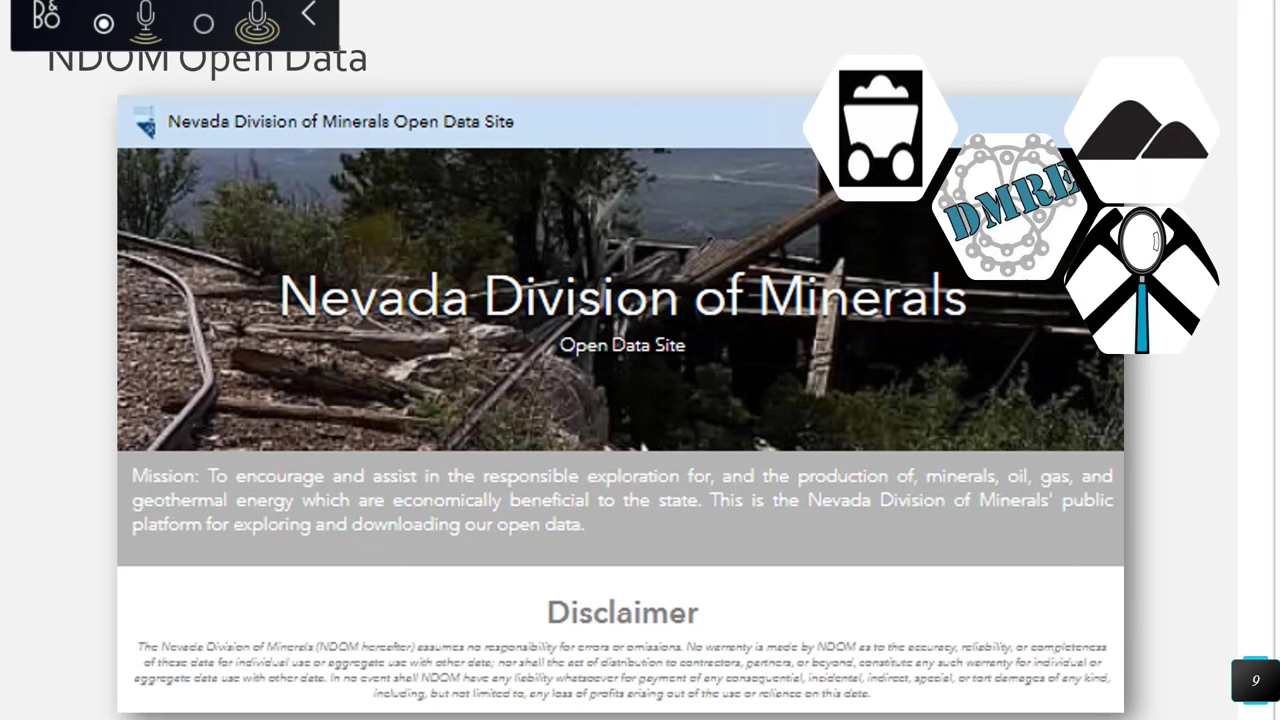 B&O
NDOM Open Data
Nevada Division of Minerals Open Data Site
DMRE
Nevada Division of Minerals
Open Data Site
Mission: To encourage and assist in the responsible exploration for, and the production of, minerals, oil, gas, and
geothermal energy which are economically beneficial to the state. This is the Nevada Division of Minerals' public
platform for exploring and downloading our open data.
Disclaimer
The Nevada Division of Minerals (NDOM hereafter) assumes no responsibility for errors or omissions. No warranty is made by NDOM as to the accuracy, reliability, or completeness
of these data for individual use or aggregate use with other data; nor shall the act of distribution to contractors, partners, or beyond, constitute any such warranty for individual or
aggregate data use with other data. In no event shall NDOM have any liability whatsoever for payment of any consequential, incidental, indirect, special, or tort damages of any kind,
including, but not limited to, any loss of profits arising out of the use or reliance on this data.
9